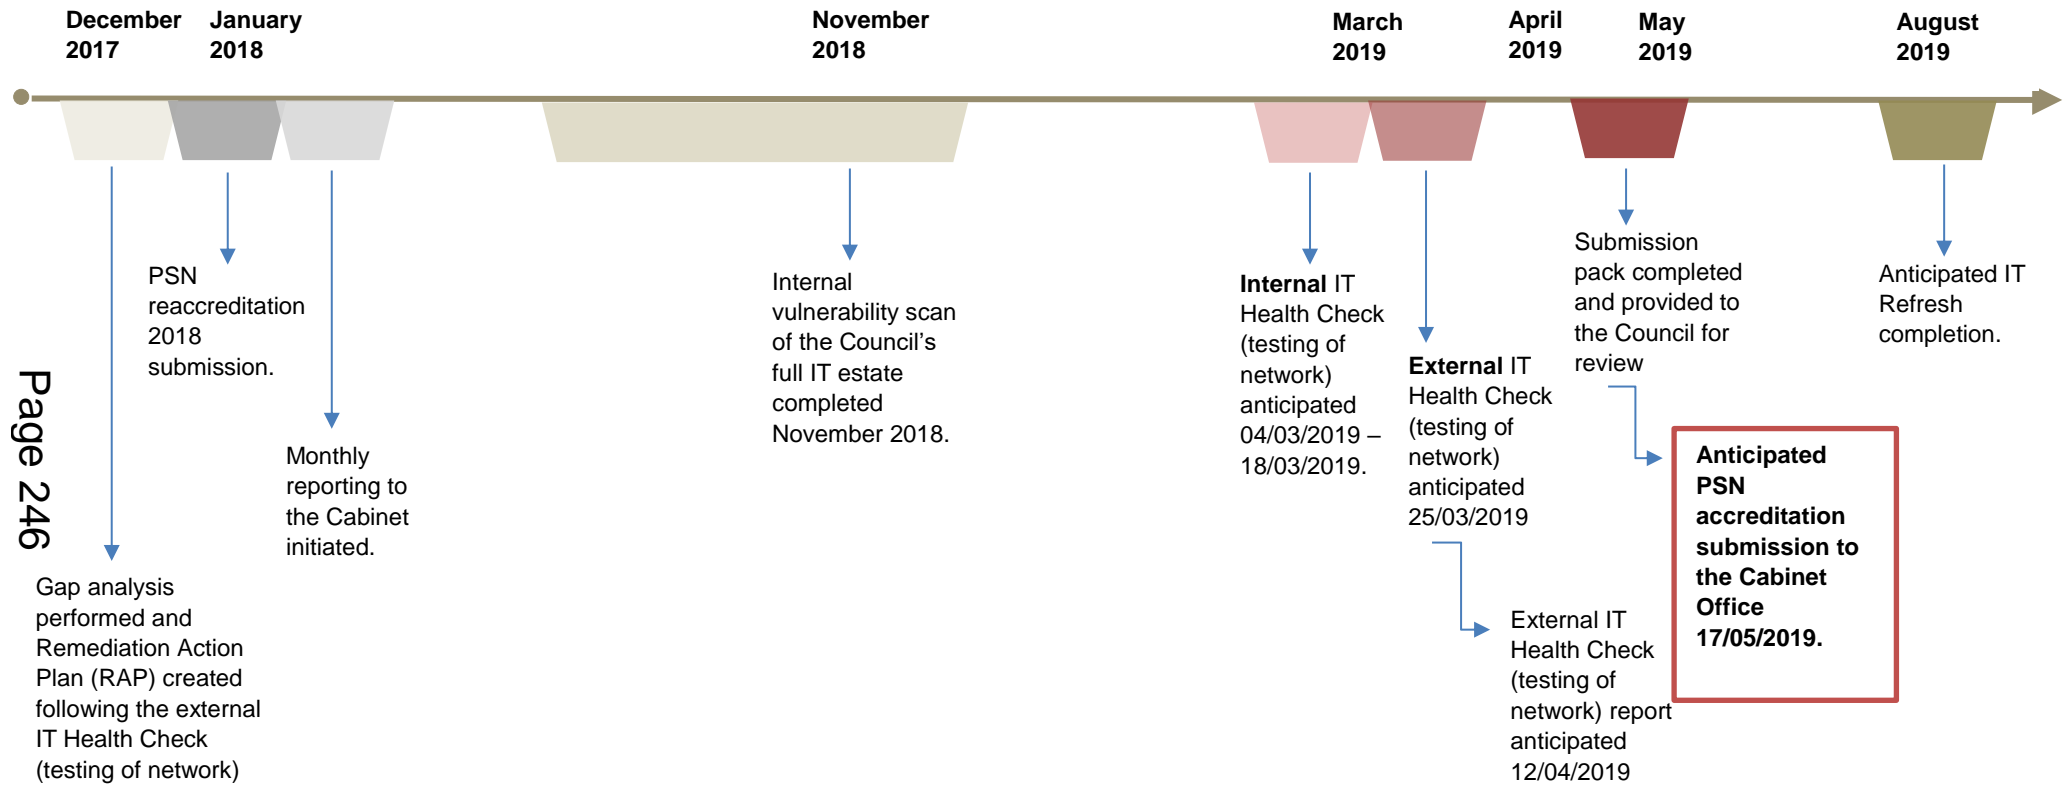 December
2017
January
2018
November
2018
March
2019
April
2019
May
2019
August
2019
Gap analysis
performed and
Remediation Action
Plan (RAP) created
following the external
IT Health Check
(testing of network)
PSN
reaccreditation
2018
submission.
Monthly
reporting to
the Cabinet
initiated.
Internal
vulnerability scan
of the Council’s
full IT estate
completed
November 2018.
Internal IT
Health Check
(testing of
network)
anticipated
04/03/2019 –
18/03/2019.
External IT
Health Check
(testing of
network)
anticipated
25/03/2019
External IT
Health Check
(testing of
network) report
anticipated
12/04/2019
Submission
pack completed
and provided to
the Council for
review
Anticipated
PSN
accreditation
submission to
the Cabinet
Office
17/05/2019.
Anticipated IT
Refresh
completion.
Page 246